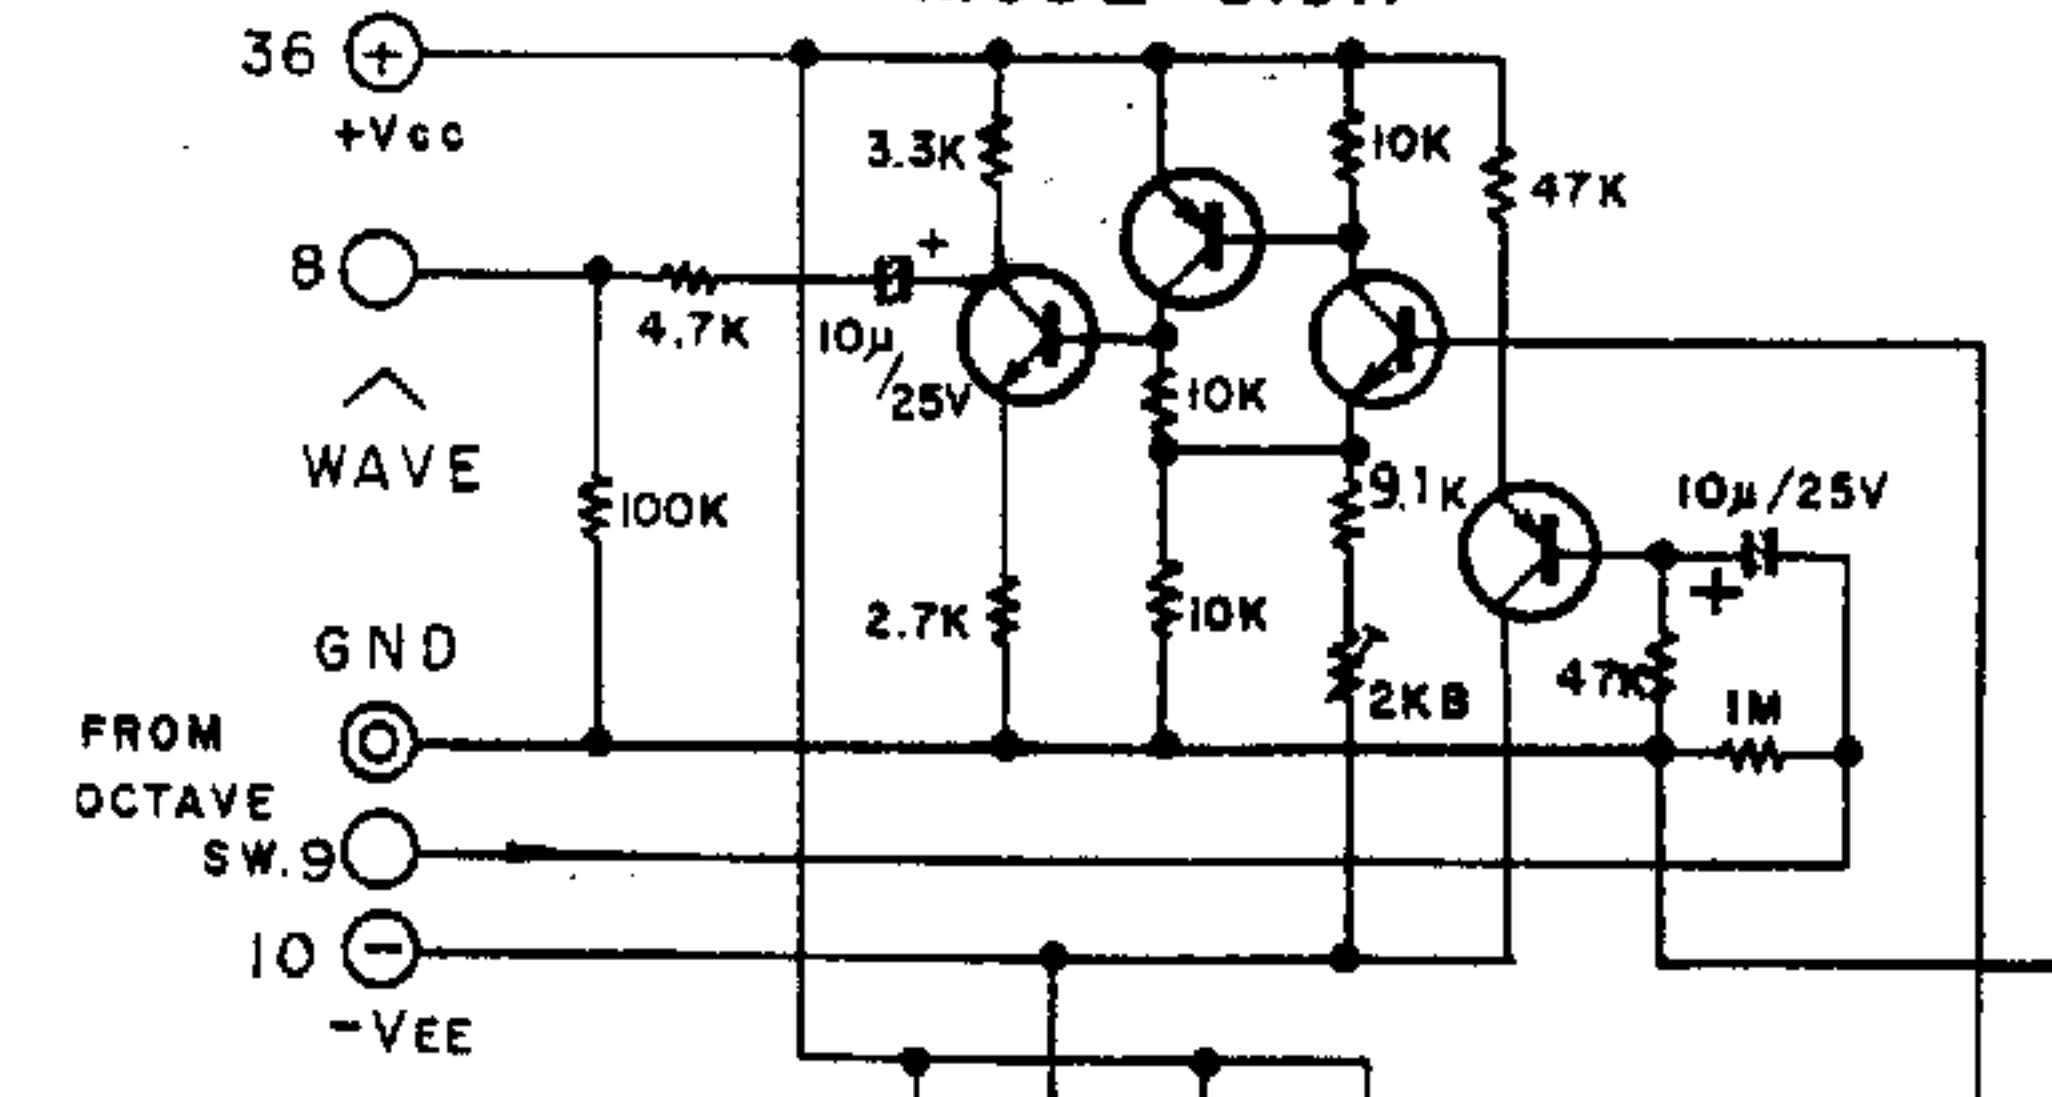 36 +
+Vcc
3.3K
10K
47K
8
+
4.7K
10µ/25V
10K
WAVE
9.1K
10µ/25V
100K
+
2.7K
10K
GND
47K
2KB
1M
FROM
OCTAVE
SW. 9
10 −
-VEE